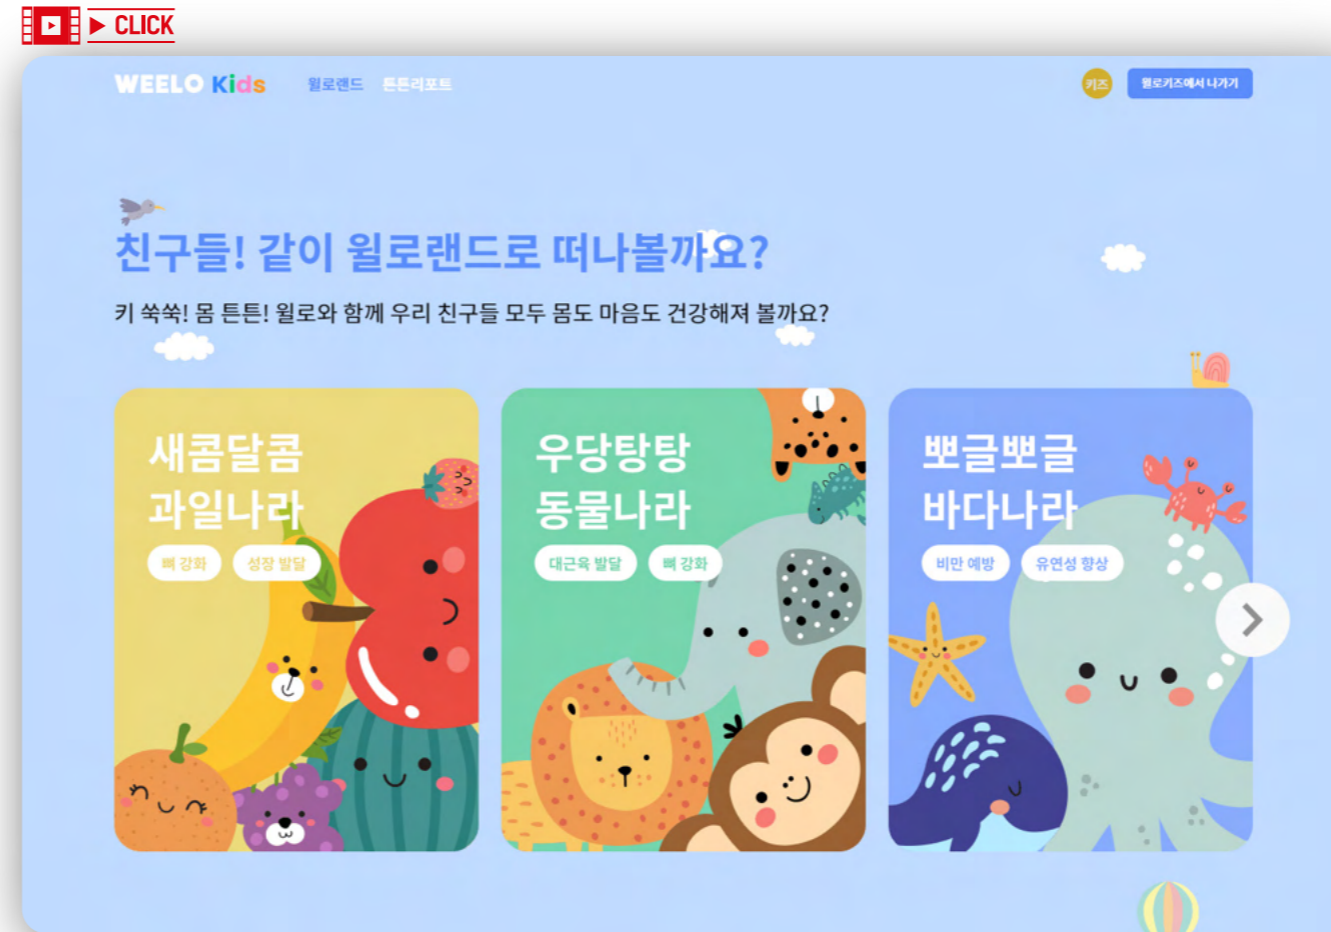 CLICK
WEELO Kids 윌로랜드 튼튼리포트 키즈 윌로키즈에서 나가기
친구들! 같이 윌로랜드로 떠나볼까요?
키 쑥쑥! 몸 튼튼! 윌로와 함께 우리 친구들 모두 몸도 마음도 건강해져 볼까요?
새콤달콤
과일나라
뼈 강화 성장 발달
우당탕탕
동물나라
대근육 발달 뼈 강화
뽀글뽀글
바다나라
비만 예방 유연성 향상